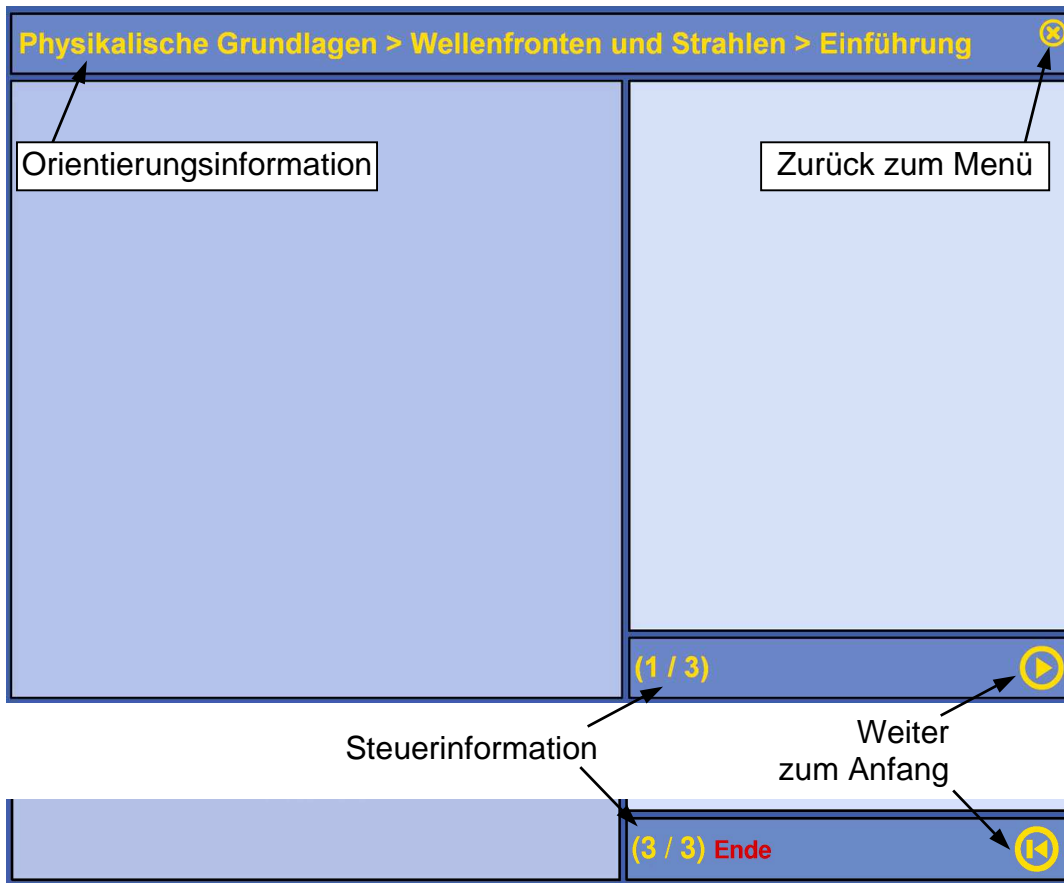 Physikalische Grundlagen > Wellenfronten und Strahlen > Einführung
Orientierungsinformation
Zurück zum Menü
(1 / 3)
Steuerinformation
Weiter
zum Anfang
(3 / 3) Ende